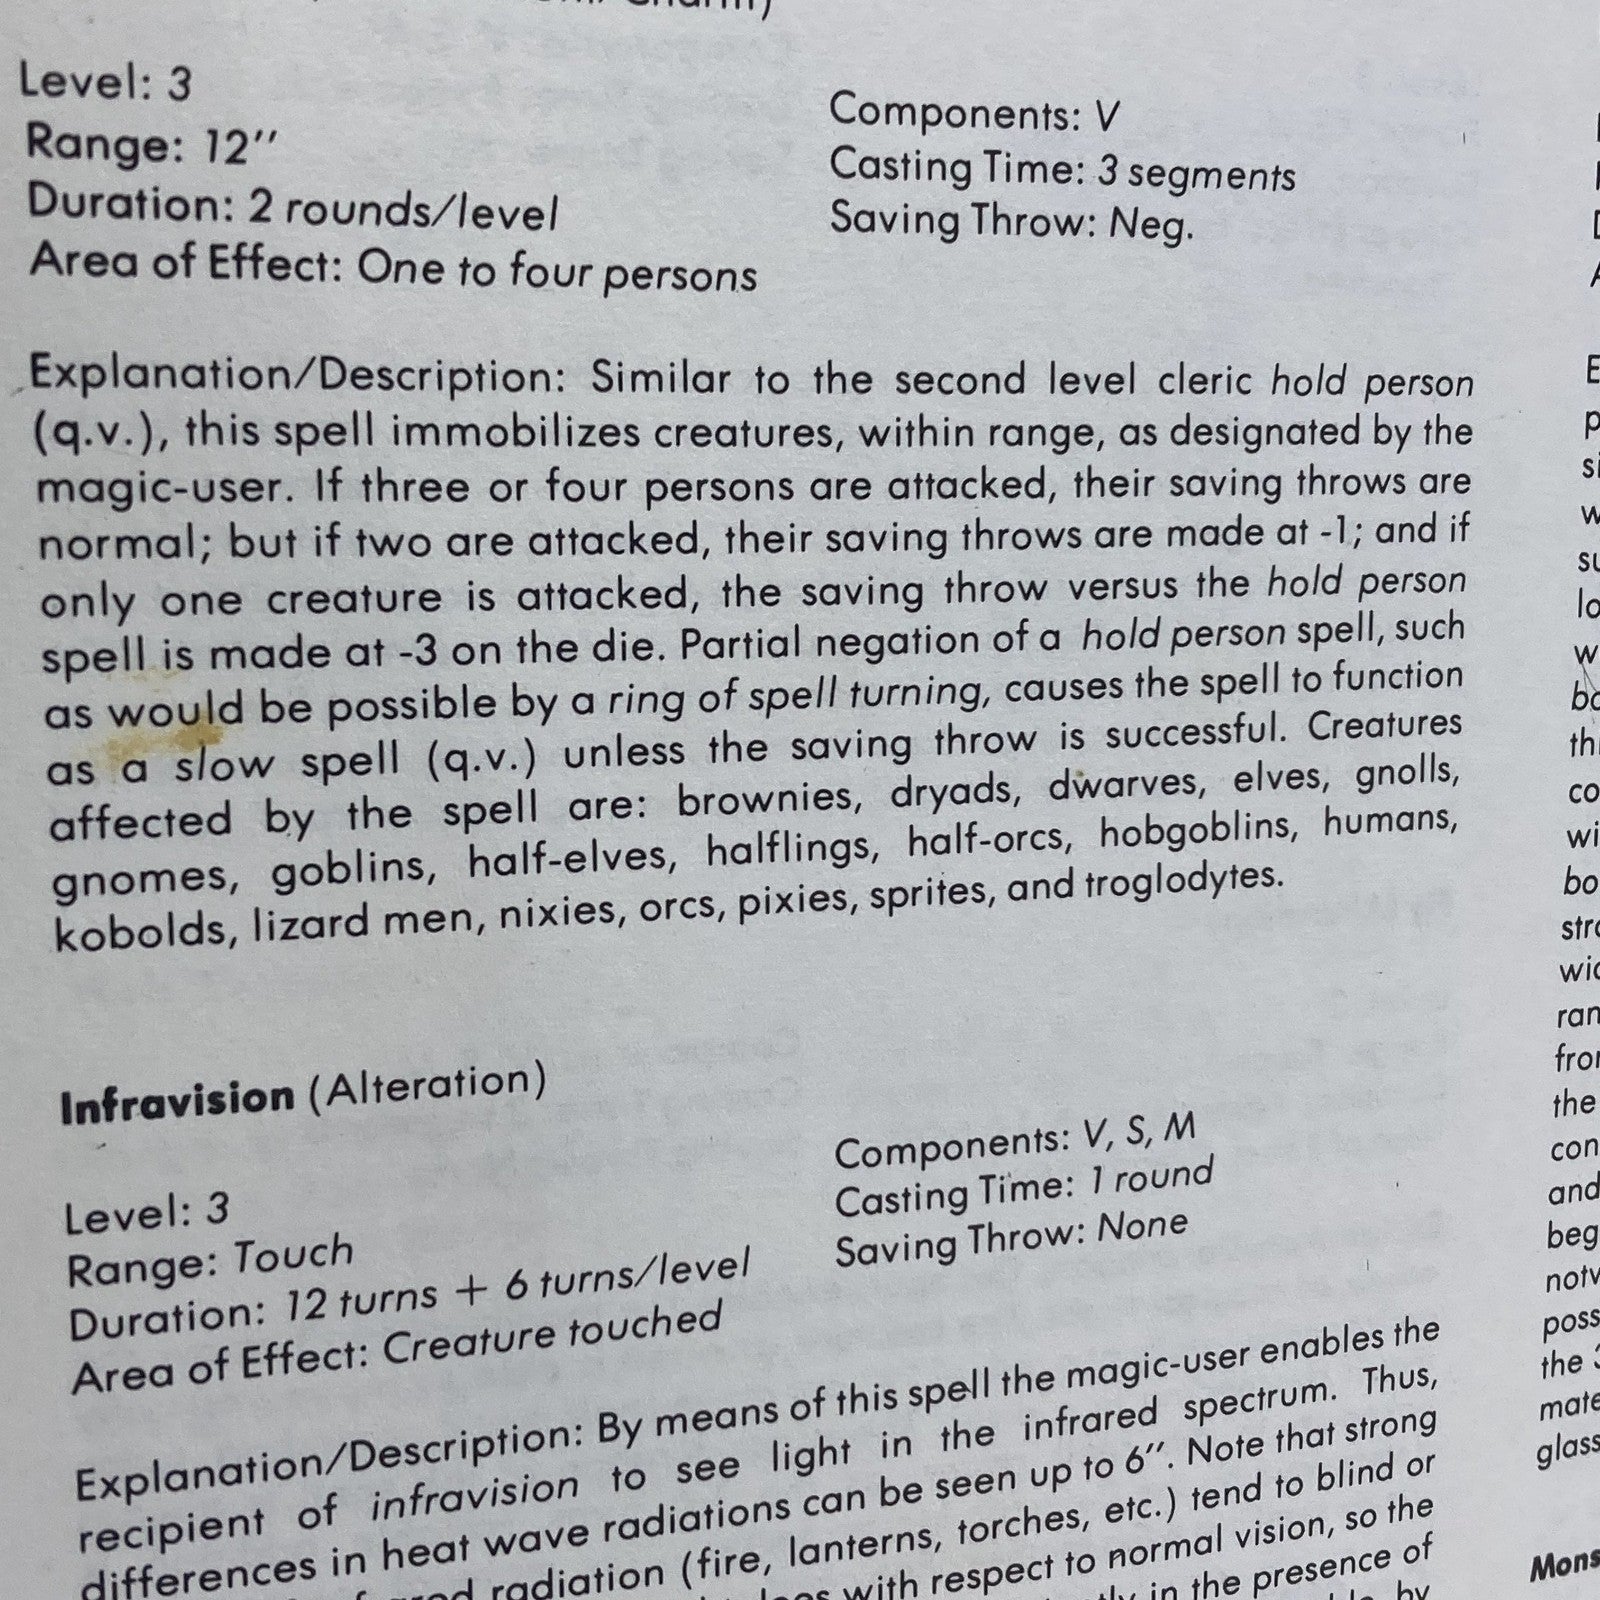 Level: 3
Range: 12″
Duration: 2 rounds/level
Area of Effect: One to four persons
Components: V
Casting Time: 3 segments
Saving Throw: Neg.
Explanation/Description: Similar to the second level cleric hold person
(q.v.), this spell immobilizes creatures, within range, as designated by the
magic-user. If three or four persons are attacked, their saving throws are
normal; but if two are attacked, their saving throws are made at -1; and if
only one creature is attacked, the saving throw versus the hold person
spell is made at -3 on the die. Partial negation of a hold person spell, such
as would be possible by a ring of spell turning, causes the spell to function
as a slow spell (q.v.) unless the saving throw is successful. Creatures
affected by the spell are: brownies, dryads, dwarves, elves, gnolls,
gnomes, goblins, half-elves, halflings, half-orcs, hobgoblins, humans,
kobolds, lizard men, nixies, orcs, pixies, sprites, and troglodytes.
Infravision (Alteration)
Level: 3
Range: Touch
Duration: 12 turns + 6 turns/level
Area of Effect: Creature touched
Components: V, S, M
Casting Time: 1 round
Saving Throw: None
Explanation/Description: By means of this spell the magic-user enables the
recipient of infravision to see light in the infrared spectrum. Thus,
differences in heat wave radiations can be seen up to 6″. Note that strong
radiation (fire, lanterns, torches, etc.) tend to blind or
with respect to normal vision, so the
in the presence of
by
the
and
the
glass